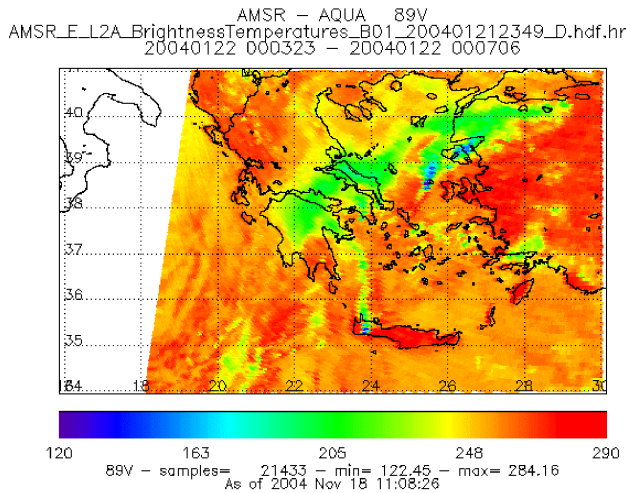 AMSR – AQUA 89V
AMSR_E_L2A_BrightnessTemperatures_B01_200401212349_D.hdf.hr
20040122 000323 – 20040122 000706
40
39
38
37
36
35
18 20 22 24 26 28 30
120 163 205 248 290
89V – samples= 21433 – min= 122.45 – max= 284.16
As of 2004 Nov 18 11:08:26